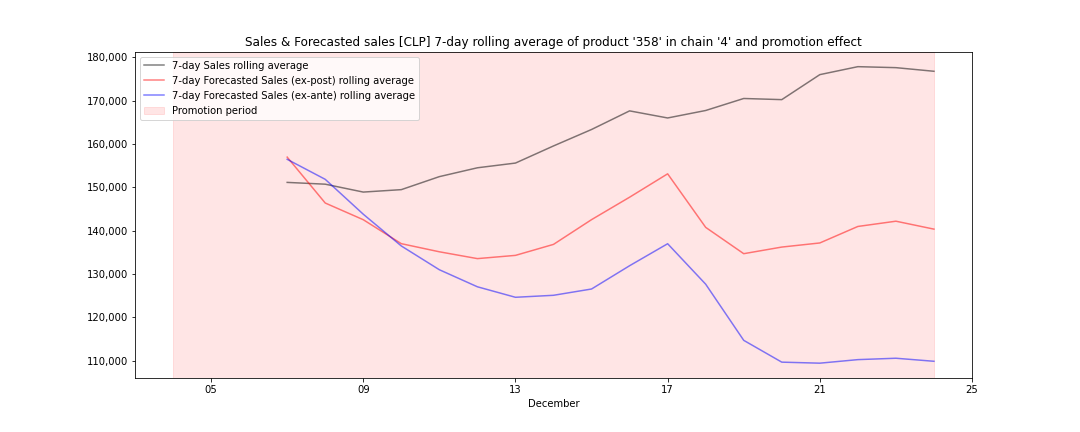 Sales & Forecasted sales [CLP] 7-day rolling average of product '358' in chain '4' and promotion effect
7-day Sales rolling average
7-day Forecasted Sales (ex-post) rolling average
7-day Forecasted Sales (ex-ante) rolling average
Promotion period
180,000
170,000
160,000
150,000
140,000
130,000
120,000
110,000
05 09 13 17 21 25
December